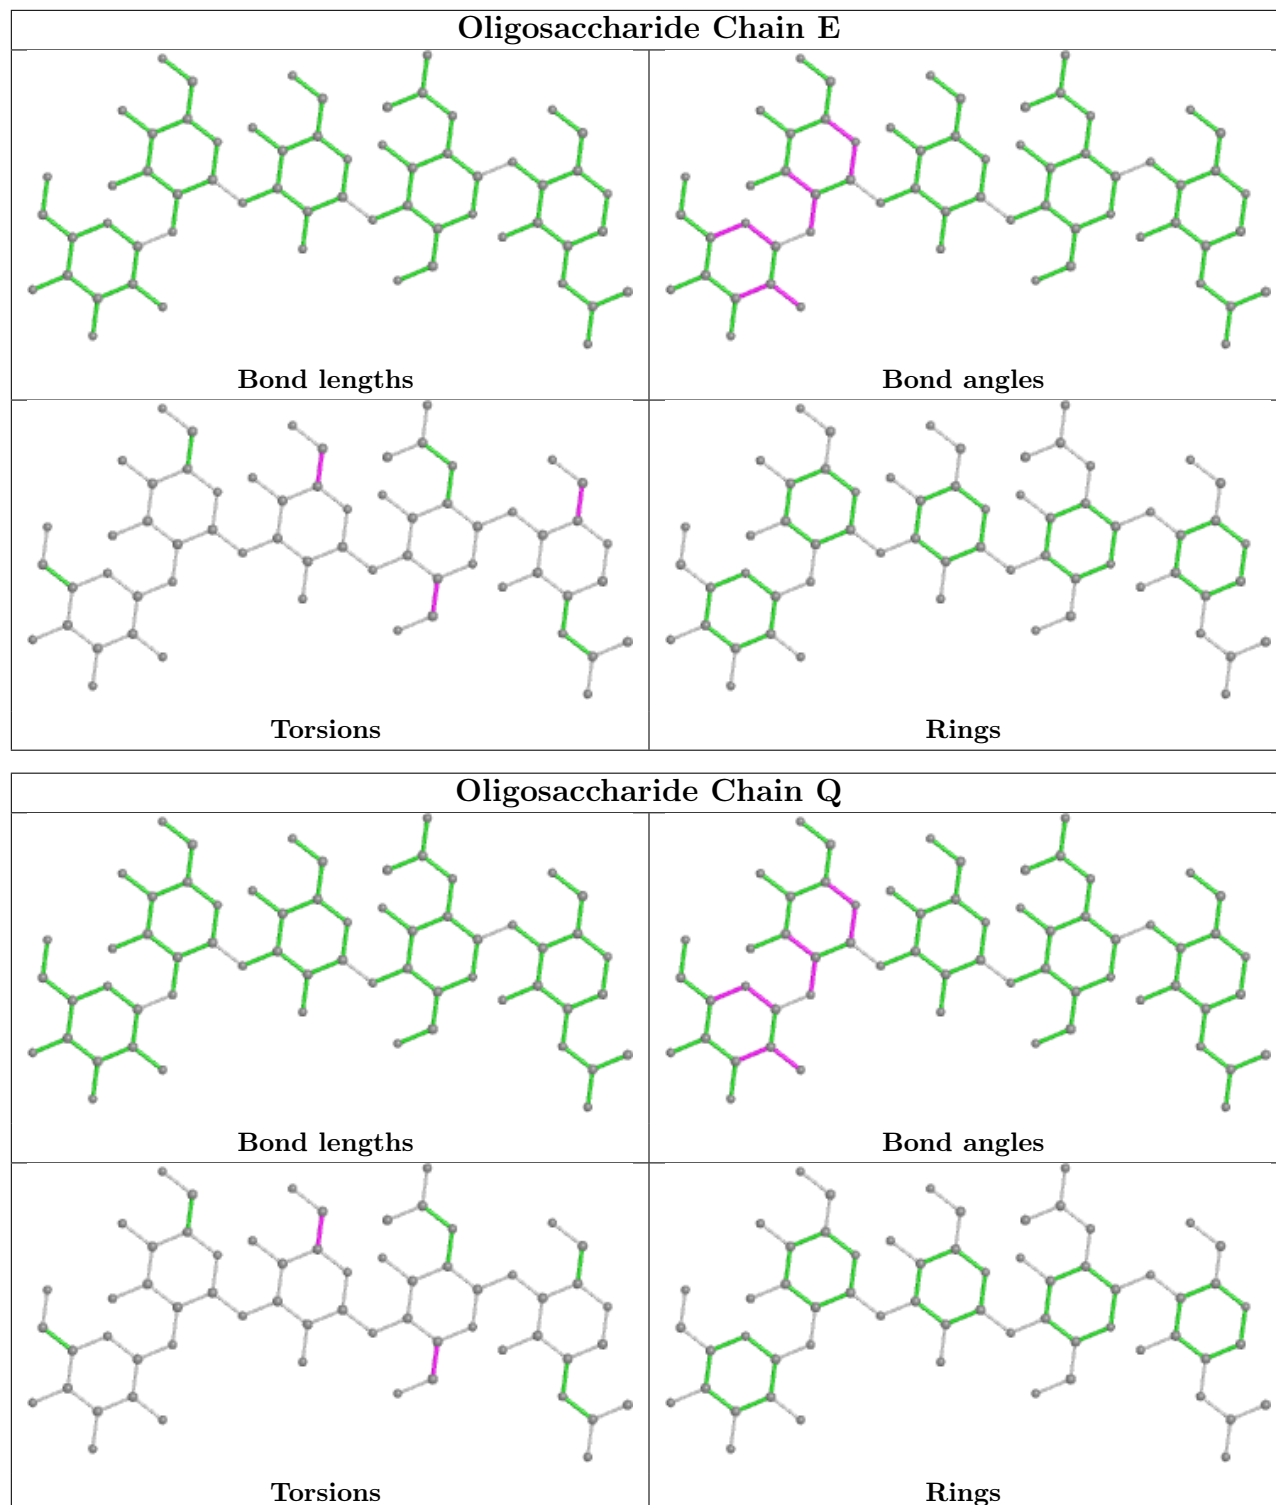 Oligosaccharide Chain E
Bond lengths
Bond angles
Torsions
Rings
Oligosaccharide Chain Q
Bond lengths
Bond angles
Torsions
Rings